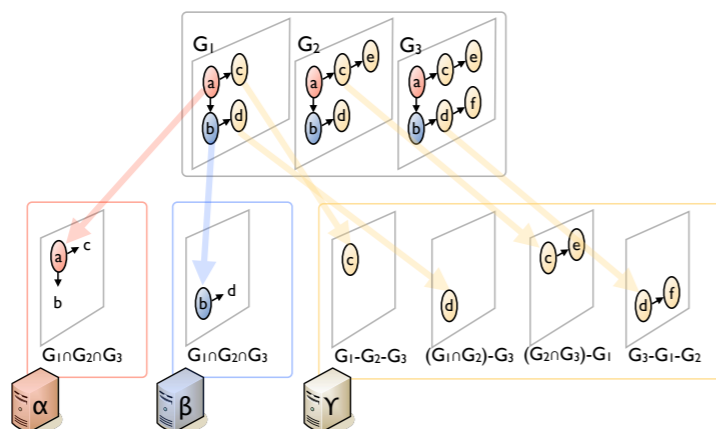 G₁ G₂ G₃
a c a c e a c e
b d b d b d f
a c
b
b d
c
d
c e
d f
G₁∩G₂∩G₃ G₁∩G₂∩G₃ G₁-G₂-G₃ (G₁∩G₂)-G₃ (G₂∩G₃)-G₁ G₃-G₁-G₂
α β ϒ